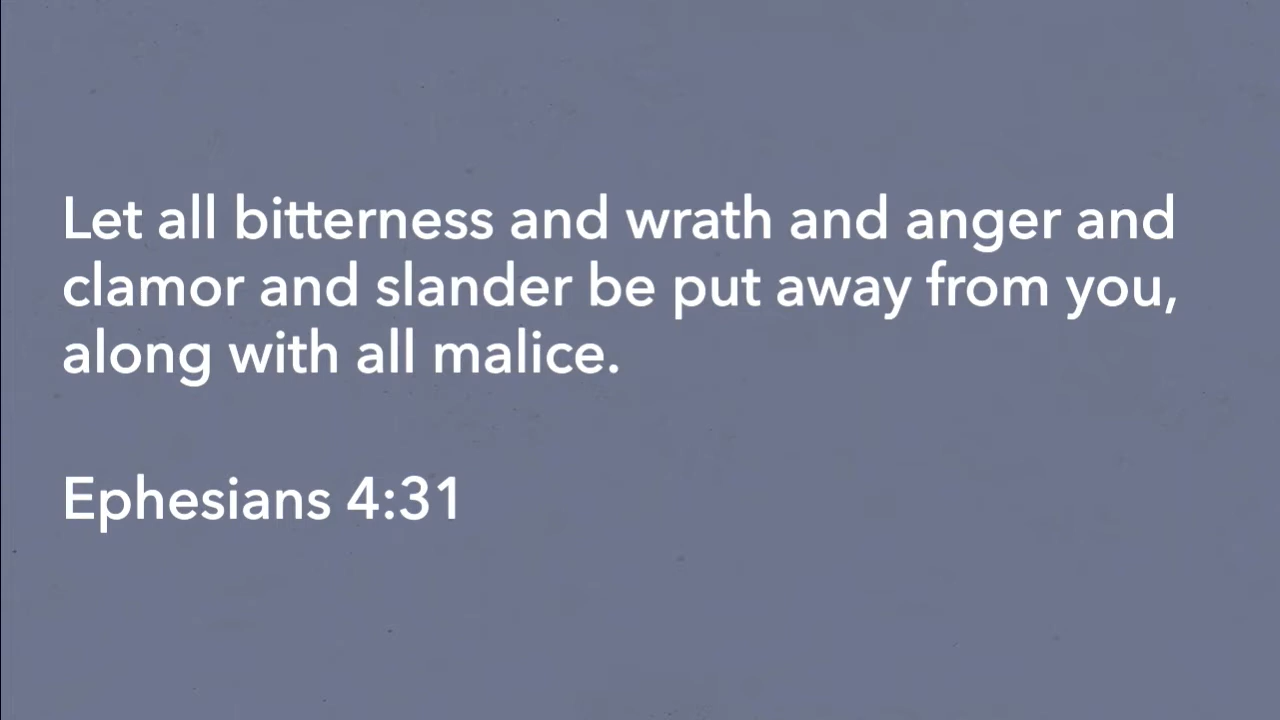 Let all bitterness and wrath and anger and
clamor and slander be put away from you,
along with all malice.
Ephesians 4:31